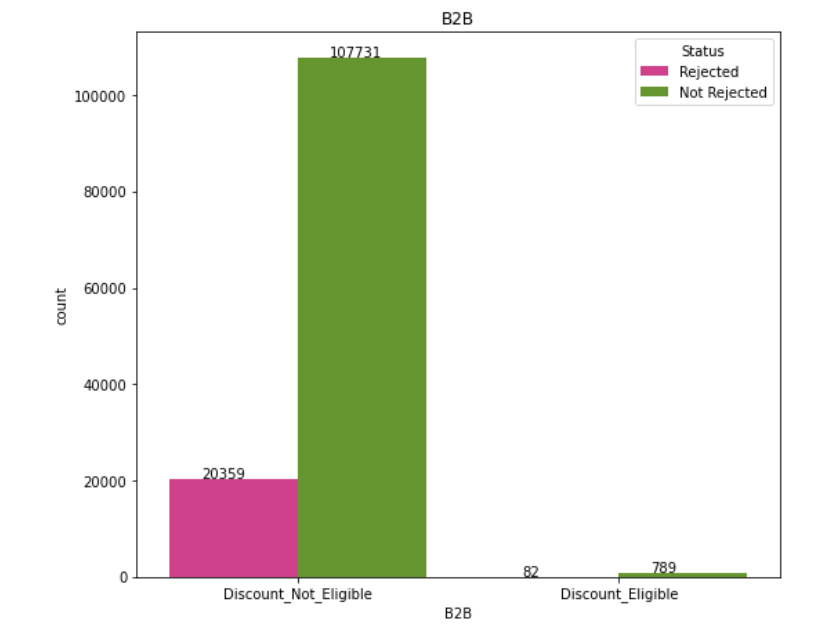 B2B
107731
Status
Rejected
Not Rejected
100000
80000
60000
count
40000
20359
20000
82
789
0
Discount_Not_Eligible
Discount_Eligible
B2B